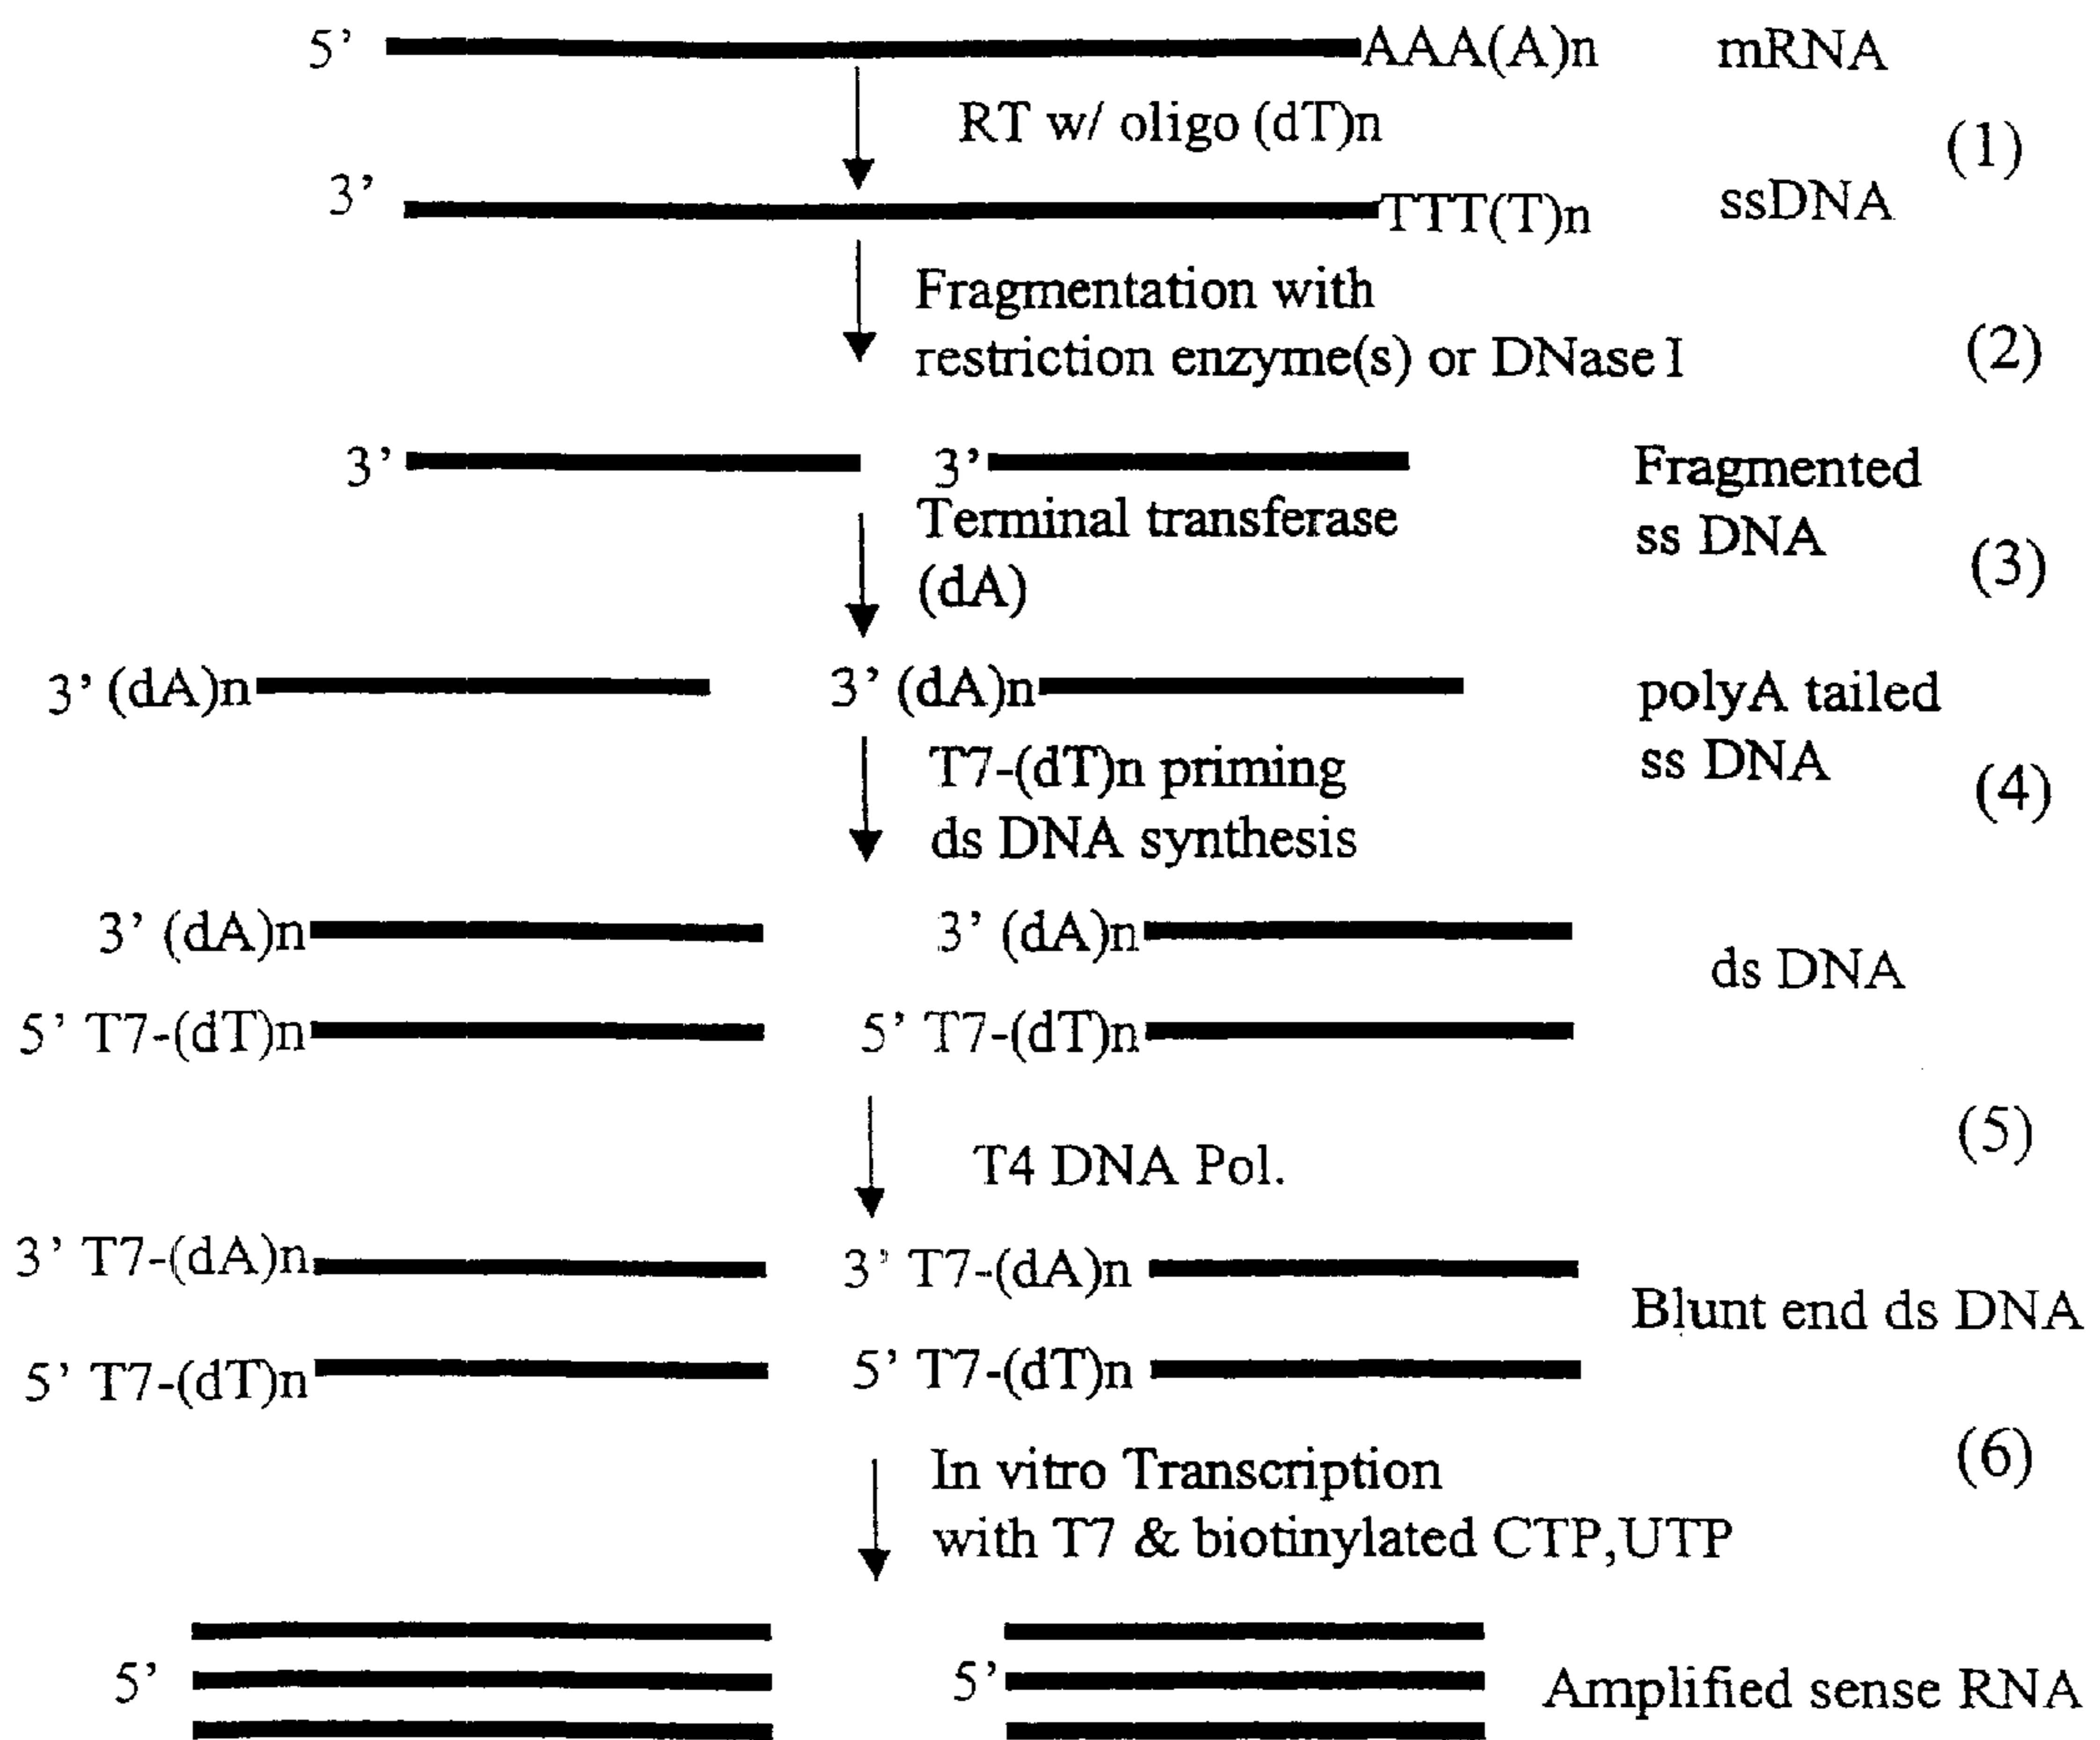 5’ AAA(A)n mRNA
RT w/ oligo (dT)n (1)
3’ TTT(T)n ssDNA
Fragmentation with
restriction enzyme(s) or DNase I (2)
3’ 3’ Fragmented
Terminal transferase ss DNA
(dA) (3)
3’ (dA)n 3’ (dA)n polyA tailed
T7-(dT)n priming ss DNA (4)
ds DNA synthesis
3’ (dA)n 3’ (dA)n
ds DNA
5’ T7-(dT)n 5’ T7-(dT)n
(5)
T4 DNA Pol.
3’ T7-(dA)n 3’ T7-(dA)n
Blunt end ds DNA
5’ T7-(dT)n 5’ T7-(dT)n
In vitro Transcription (6)
with T7 & biotinylated CTP,UTP
5’ 5’ Amplified sense RNA